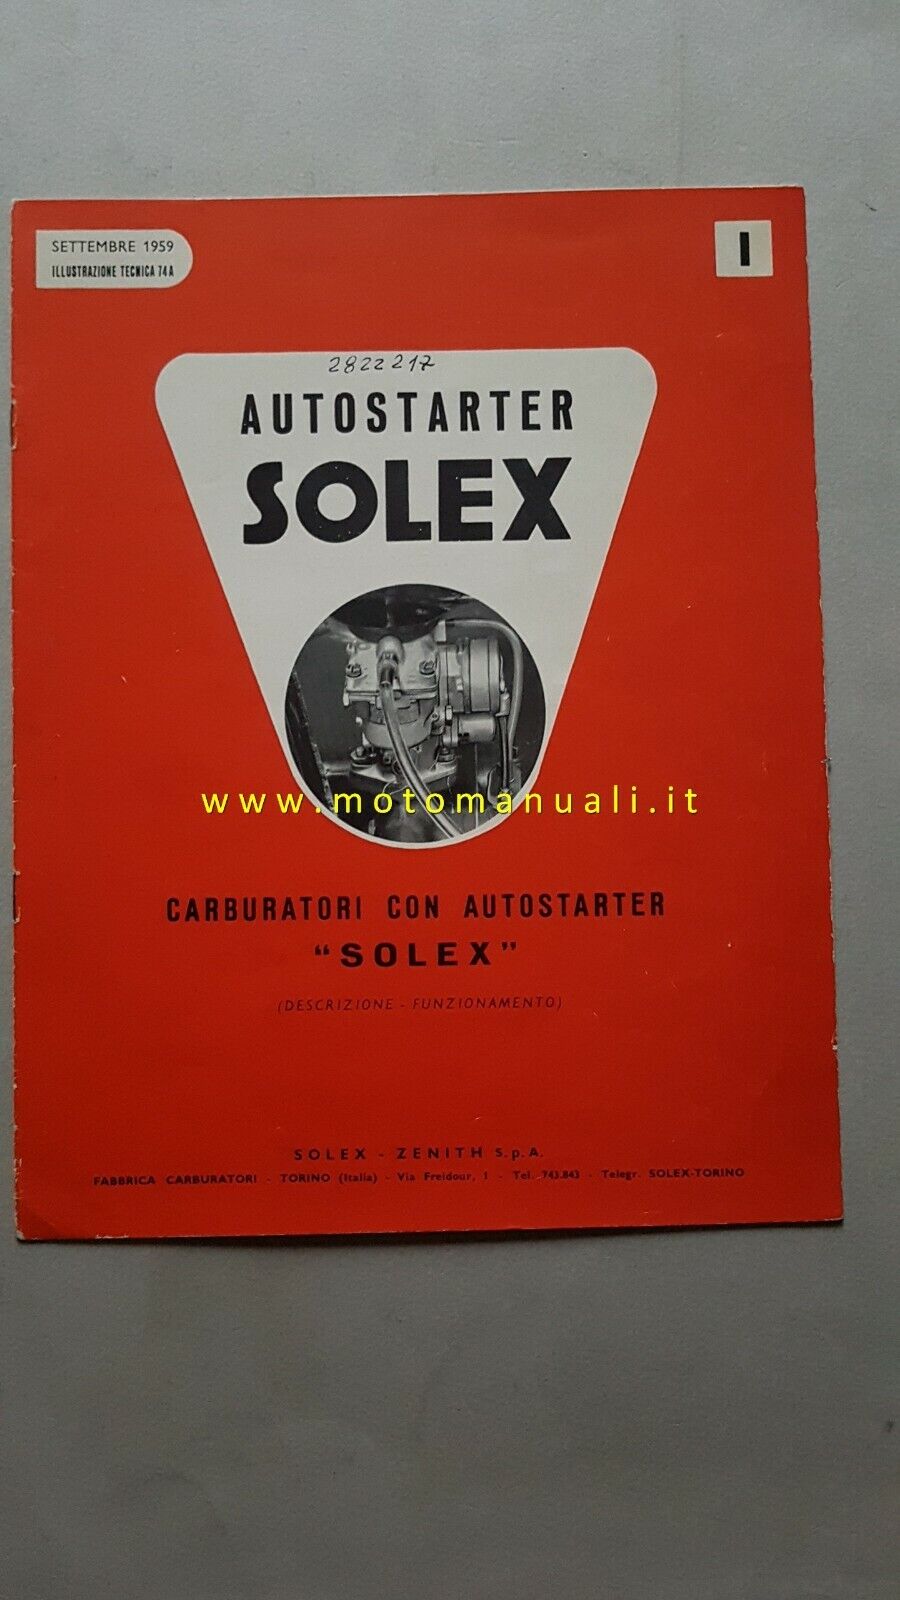 SETTEMBRE 1959
ILLUSTRAZIONE TECNICA 74A
I
2822217
AUTOSTARTER
SOLEX
www.motomanuali.it
CARBURATORI CON AUTOSTARTER
“SOLEX”
(DESCRIZIONE - FUNZIONAMENTO)
SOLEX - ZENITH S.p.A.
FABBRICA CARBURATORI - TORINO (Italia) - Via Freidour, 1 - Tel. 743.843 - Telegr. SOLEX-TORINO